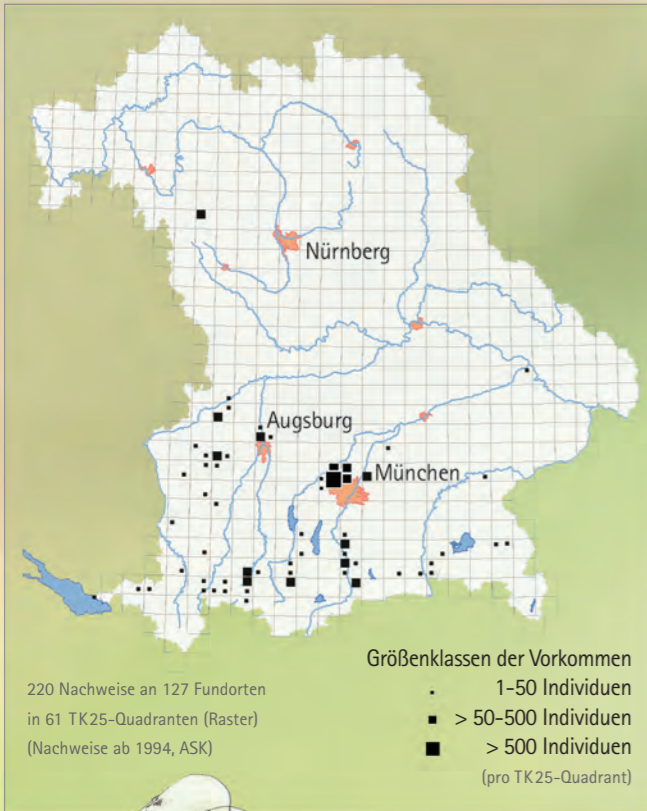 Nürnberg
Augsburg
München
Größenklassen der Vorkommen
1-50 Individuen
> 50-500 Individuen
> 500 Individuen
(pro TK25-Quadrant)
220 Nachweise an 127 Fundorten
in 61 TK25-Quadranten (Raster)
(Nachweise ab 1994, ASK)